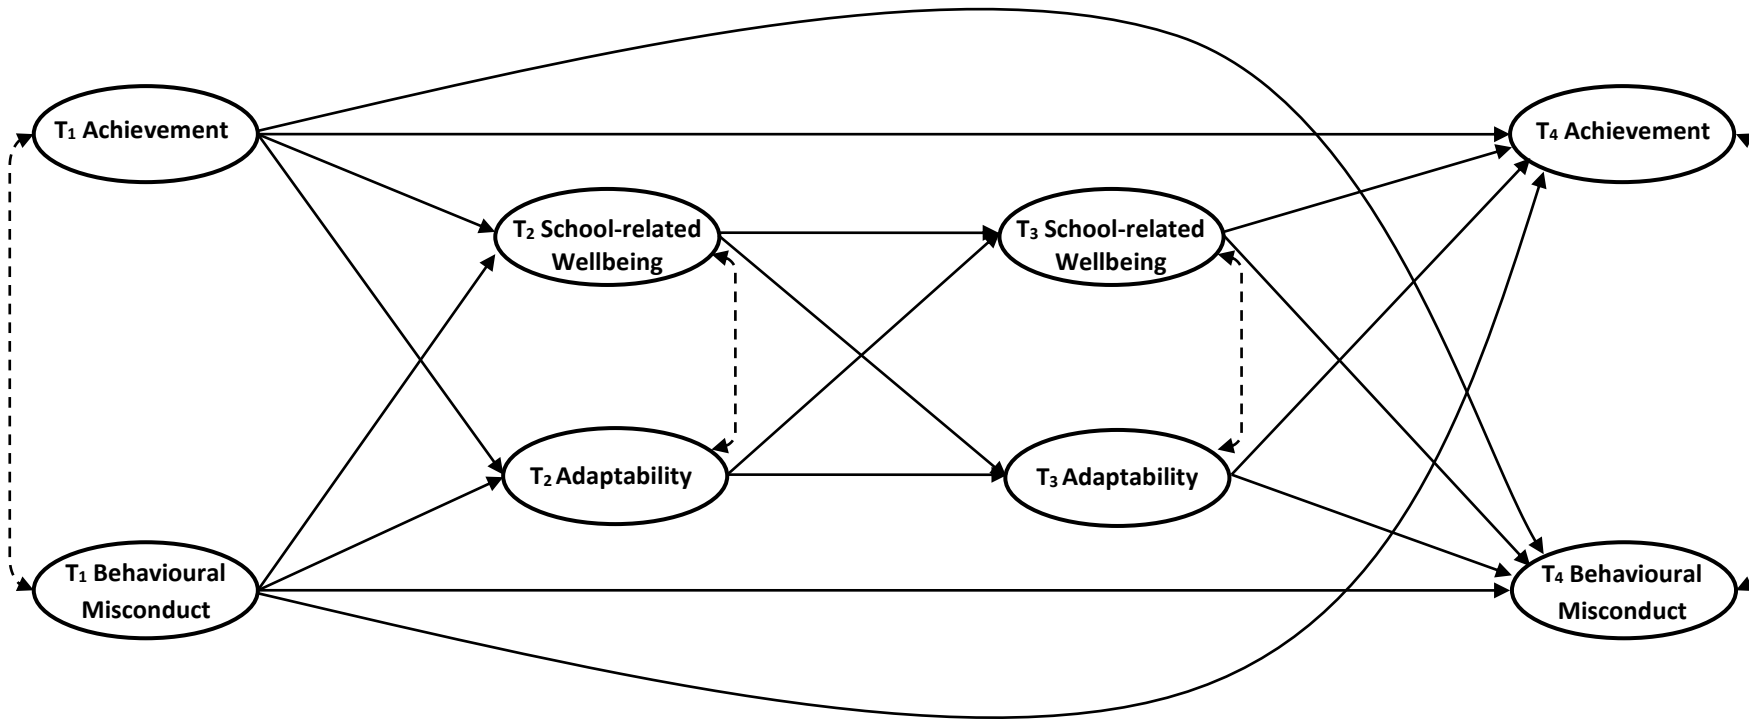 T₁ Achievement
T₄ Achievement
T₂ School-related
Wellbeing
T₃ School-related
Wellbeing
T₂ Adaptability
T₃ Adaptability
T₁ Behavioural
Misconduct
T₄ Behavioural
Misconduct